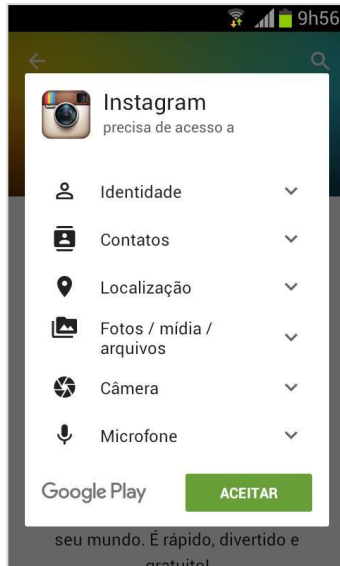 9h56
Instagram
precisa de acesso a
Identidade
Contatos
Localização
Fotos / mídia /
arquivos
Câmera
Microfone
Google Play
ACEITAR
seu mundo. É rápido, divertido e
gratuito!